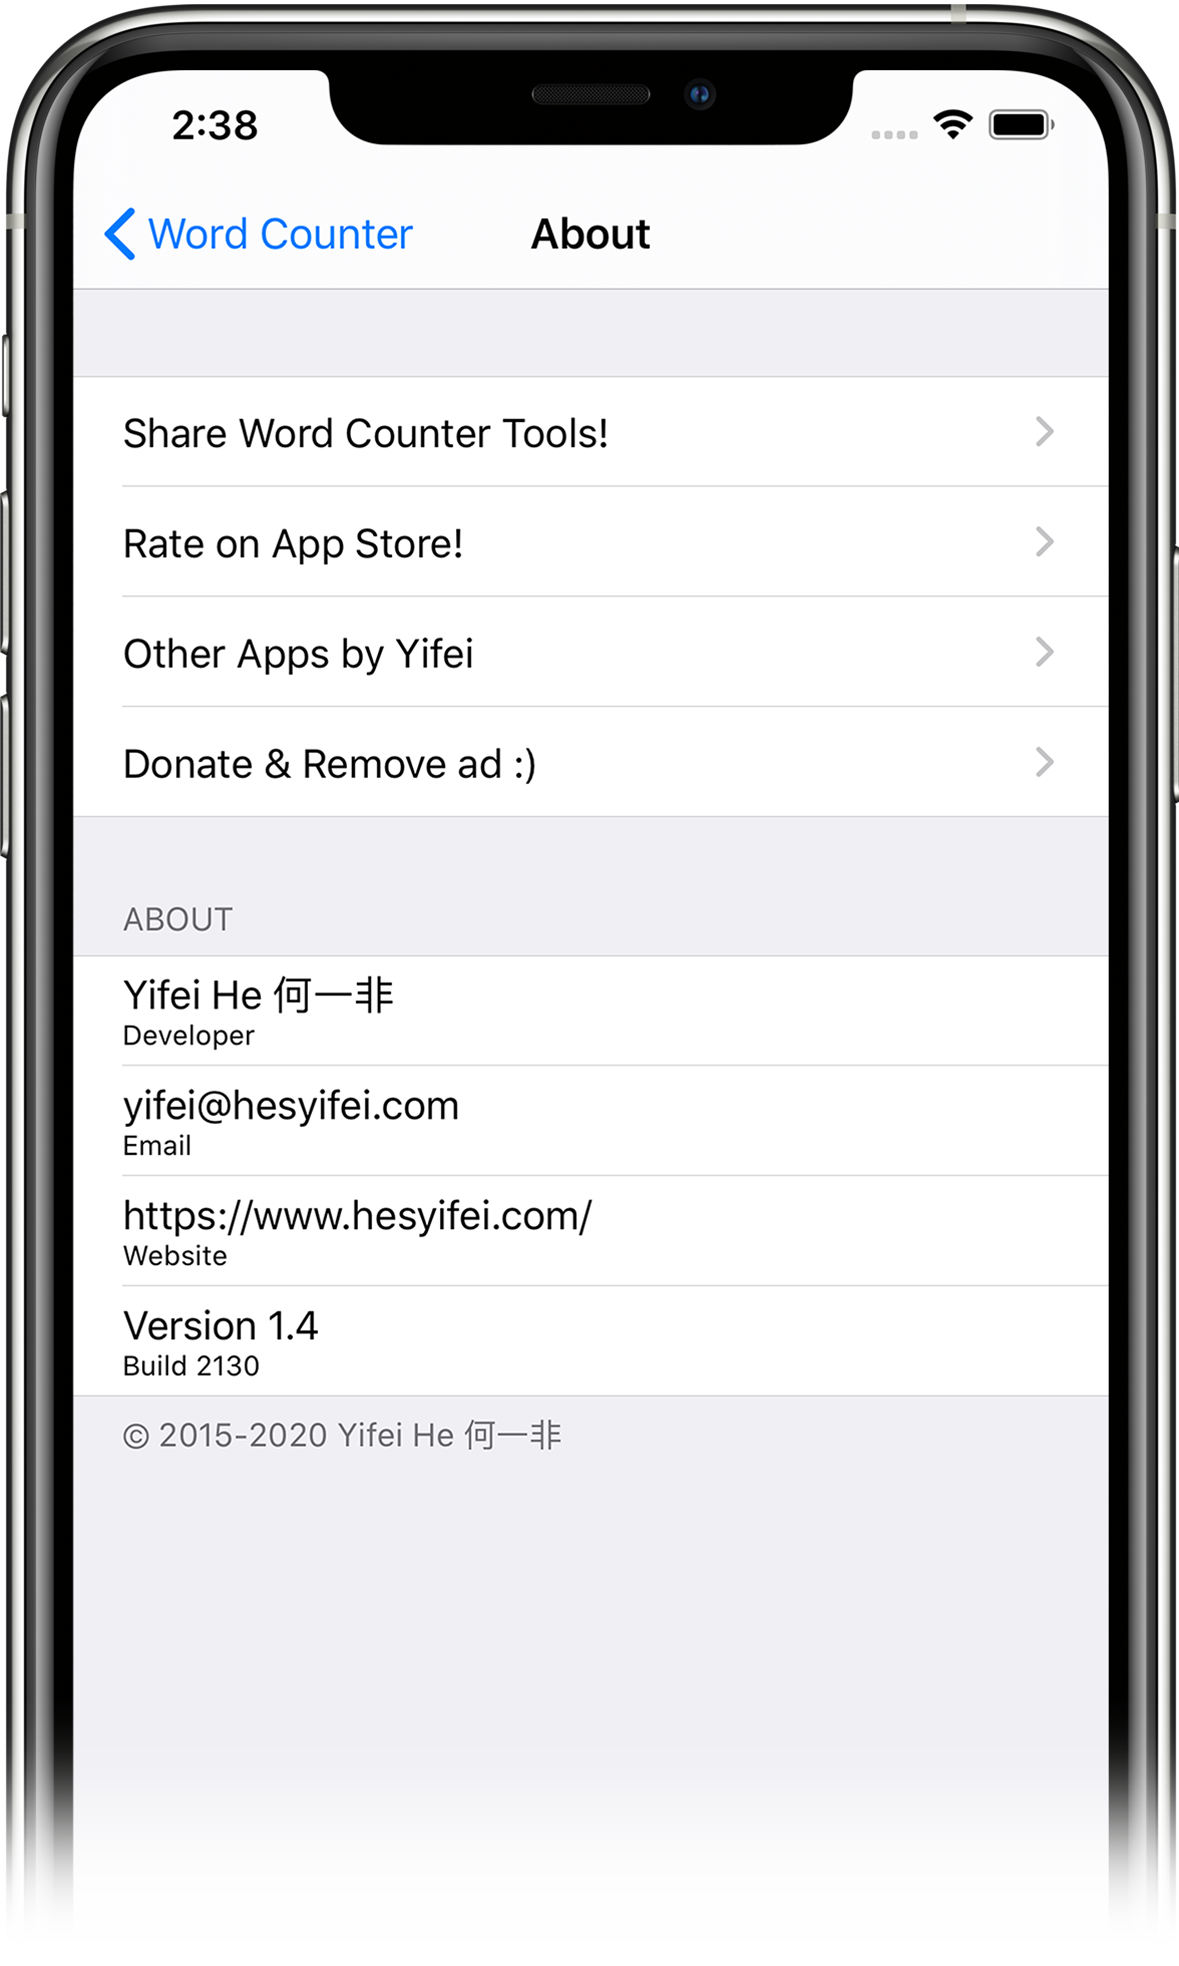 2:38
Word Counter
About
Share Word Counter Tools!
Rate on App Store!
Other Apps by Yifei
Donate & Remove ad :)
ABOUT
Yifei He 何一非
Developer
yifei@hesyifei.com
Email
https://www.hesyifei.com/
Website
Version 1.4
Build 2130
© 2015-2020 Yifei He 何一非